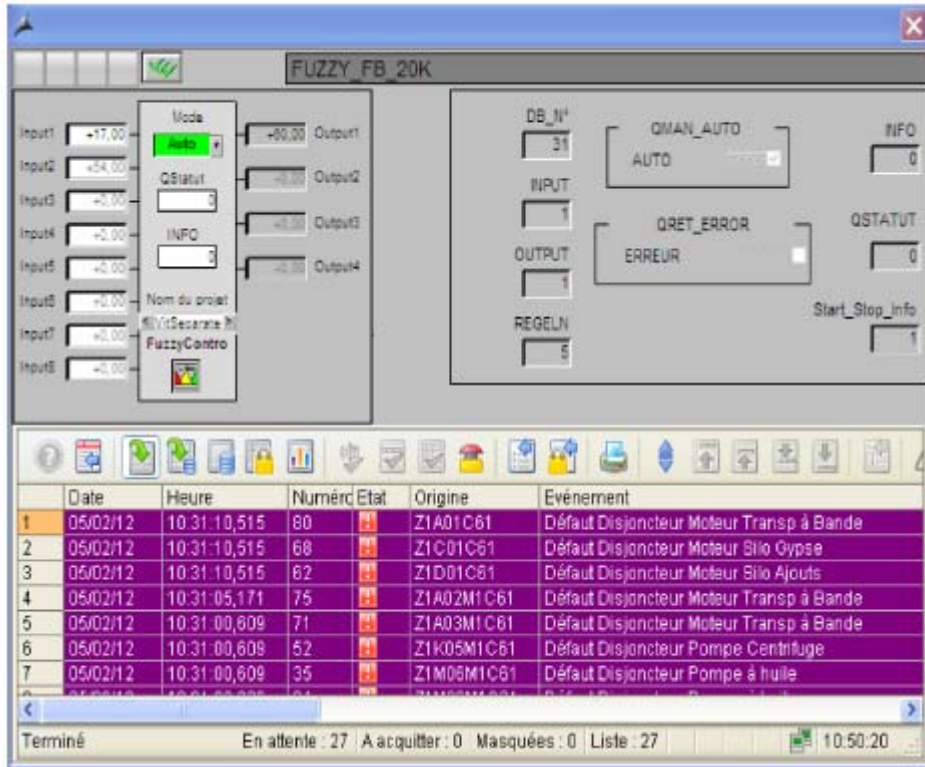 FUZZY_FB_20K
Mode
Auto
QStatut
0
INFO
0
Nom du projet
FuzzyContro
Input1 +17,00
Input2 +54,00
Input3 +0,00
Input4 +0,00
Input5 +0,00
Input6 +0,00
Input7 +0,00
Input8 +0,00
Output1
Output2
Output3
Output4
DB_N°
31
INPUT
1
OUTPUT
1
REGELN
5
QMAN_AUTO
AUTO
QRET_ERROR
ERREUR
INFO
0
QSTATUT
0
Start_Stop_Info
1
Date Heure Numéro Etat Origine Evénement
1 05/02/12 10:31:10,515 80 Z1A01C61 Défaut Disjoncteur Moteur Transp à Bande
2 05/02/12 10:31:10,515 68 Z1C01C61 Défaut Disjoncteur Moteur Silo Gypse
3 05/02/12 10:31:10,515 62 Z1D01C61 Défaut Disjoncteur Moteur Silo Ajouts
4 05/02/12 10:31:05,171 75 Z1A02M1C61 Défaut Disjoncteur Moteur Transp à Bande
5 05/02/12 10:31:00,609 71 Z1A03M1C61 Défaut Disjoncteur Moteur Transp à Bande
6 05/02/12 10:31:00,609 52 Z1K05M1C61 Défaut Disjoncteur Pompe Centrifuge
7 05/02/12 10:31:00,609 35 Z1M06M1C61 Défaut Disjoncteur Pompe à huile
Terminé En attente : 27 A acquitter : 0 Masquées : 0 Liste : 27 10:50:20